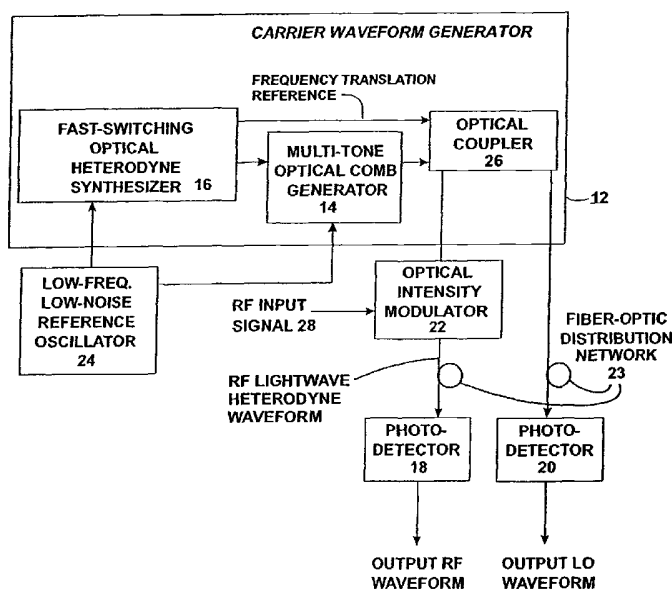 CARRIER WAVEFORM GENERATOR
FREQUENCY TRANSLATION
REFERENCE
FAST-SWITCHING
OPTICAL
HETERODYNE
SYNTHESIZER 16
MULTI-TONE
OPTICAL COMB
GENERATOR
14
OPTICAL
COUPLER
26
12
LOW-FREQ.
LOW-NOISE
REFERENCE
OSCILLATOR
24
RF INPUT
SIGNAL 28
OPTICAL
INTENSITY
MODULATOR
22
FIBER-OPTIC
DISTRIBUTION
NETWORK
23
RF LIGHTWAVE
HETERODYNE
WAVEFORM
PHOTO-
DETECTOR
18
PHOTO-
DETECTOR
20
OUTPUT RF
WAVEFORM
OUTPUT LO
WAVEFORM